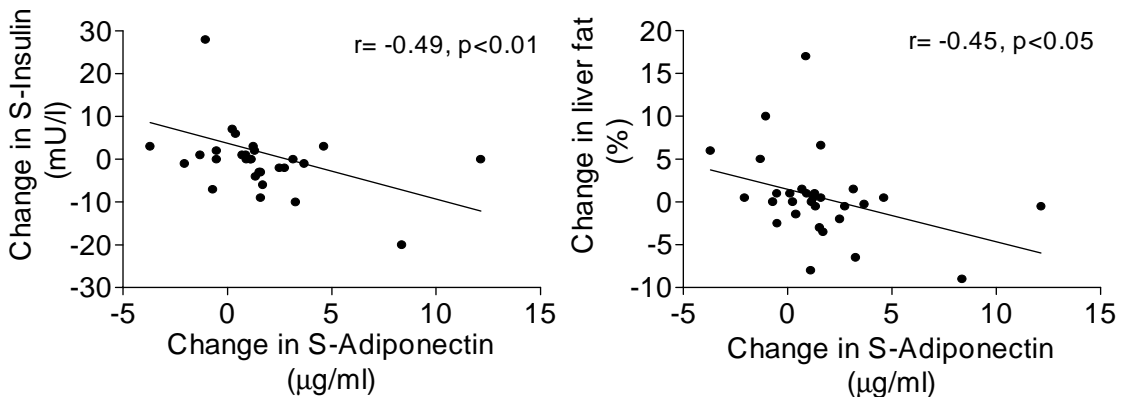 Change in S-Insulin
(mU/l)
30
20
10
0
-10
-20
-30
r= -0.49, p<0.01
-5
0
5
10
15
Change in S-Adiponectin
(μg/ml)
Change in liver fat
(%)
20
15
10
5
0
-5
-10
r= -0.45, p<0.05
-5
0
5
10
15
Change in S-Adiponectin
(μg/ml)